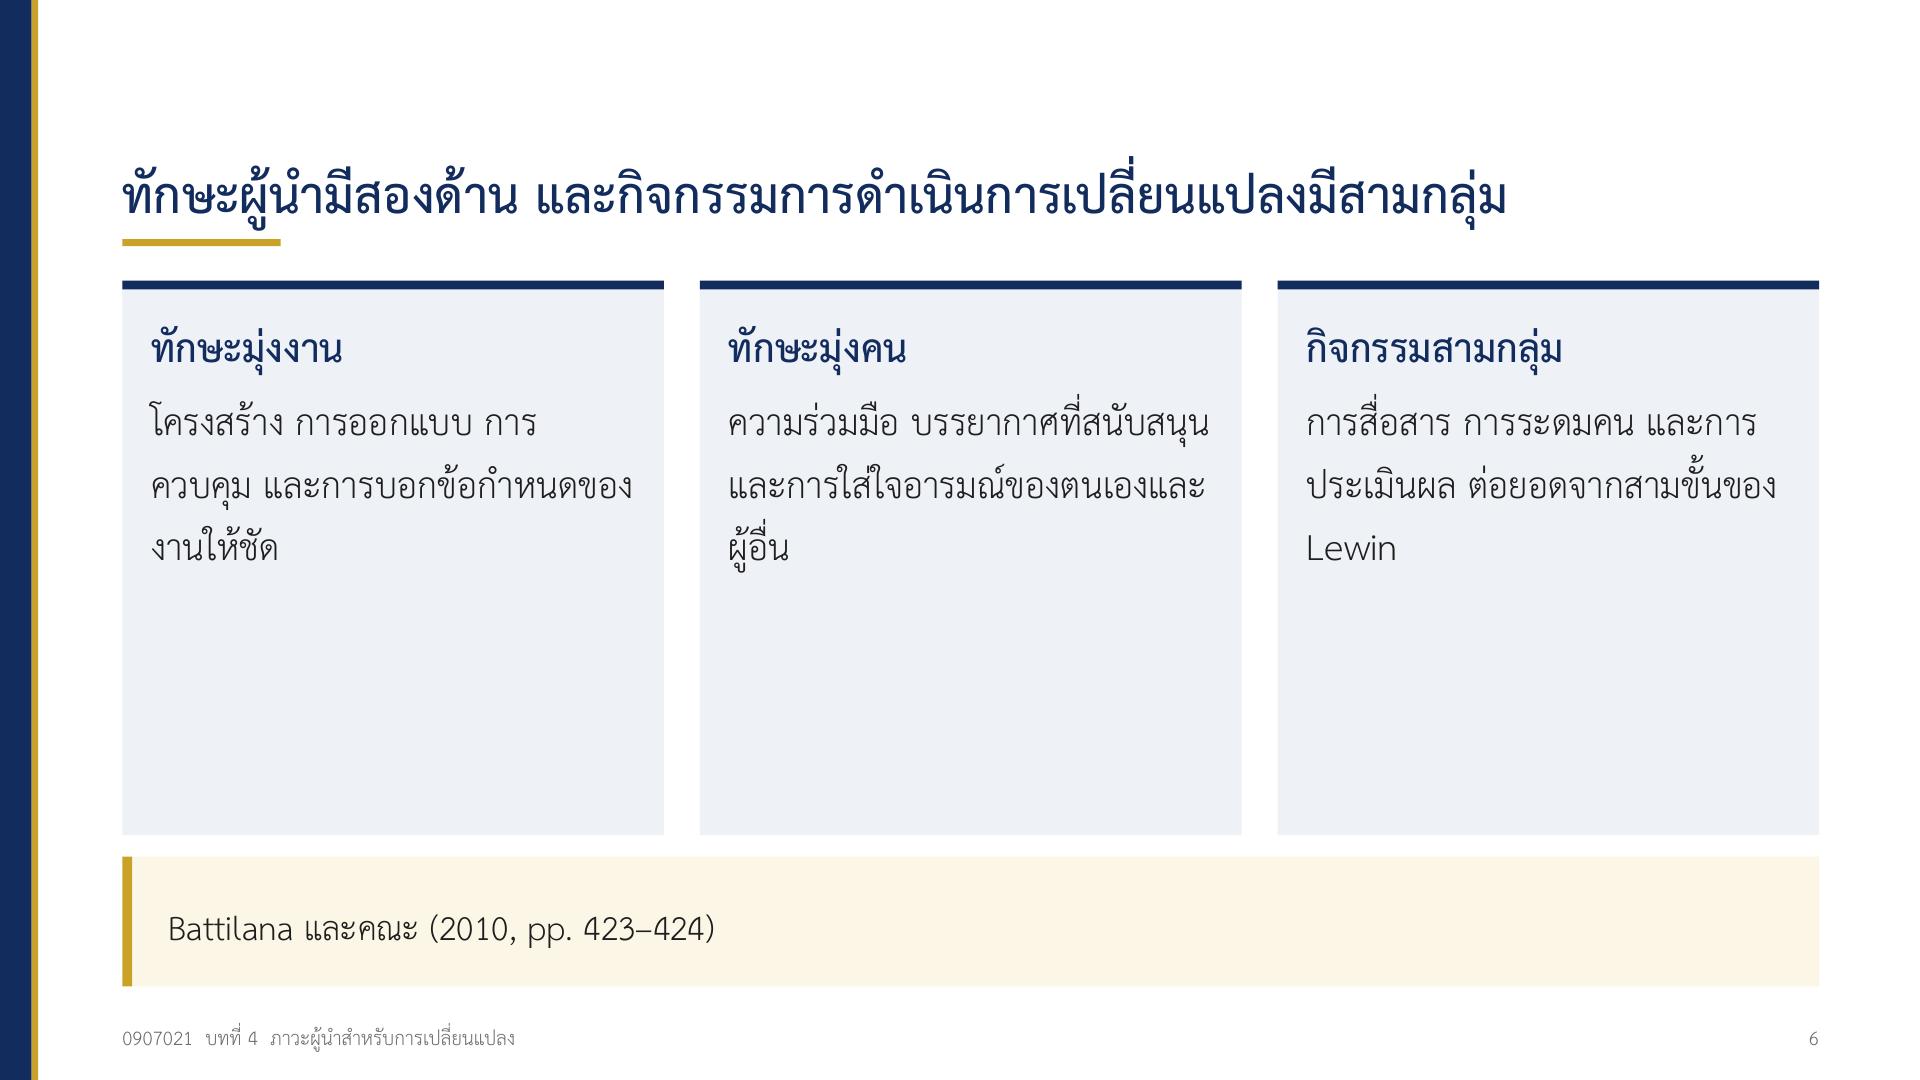 ทักษะผู้นำมีสองด้าน และกิจกรรมการดำเนินการเปลี่ยนแปลงมีสามกลุ่ม
ทักษะมุ่งงาน
โครงสร้าง การออกแบบ การ
ควบคุม และการบอกข้อกำหนดของ
งานให้ชัด
ทักษะมุ่งคน
ความร่วมมือ บรรยากาศที่สนับสนุน
และการใส่ใจอารมณ์ของตนเองและ
ผู้อื่น
กิจกรรมสามกลุ่ม
การสื่อสาร การระดมคน และการ
ประเมินผล ต่อยอดจากสามขั้นของ
Lewin
Battilana และคณะ (2010, pp. 423–424)
0907021 บทที่ 4 ภาวะผู้นำสำหรับการเปลี่ยนแปลง
6